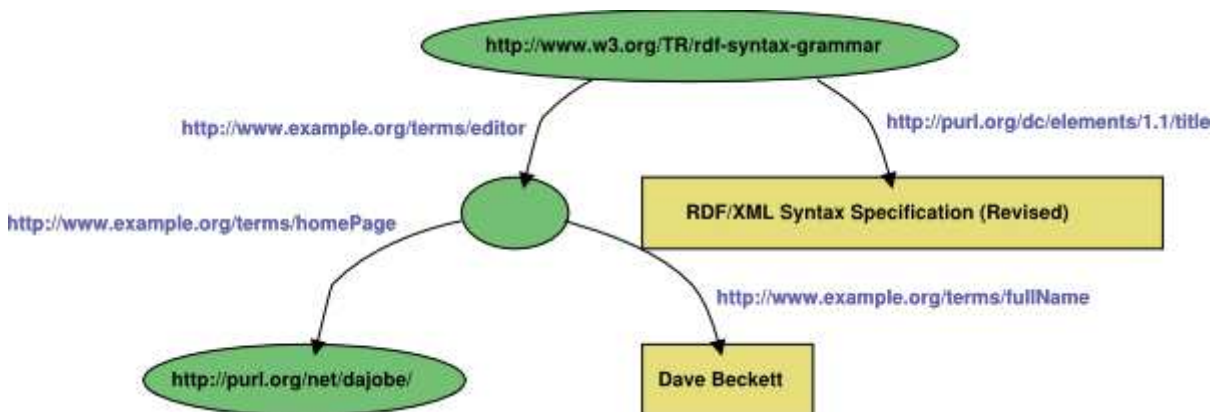 http://www.w3.org/TR/rdf-syntax-grammar
http://www.example.org/terms/editor
http://purl.org/dc/elements/1.1/title
http://www.example.org/terms/homePage
RDF/XML Syntax Specification (Revised)
http://www.example.org/terms/fullName
http://purl.org/net/dajobe/
Dave Beckett